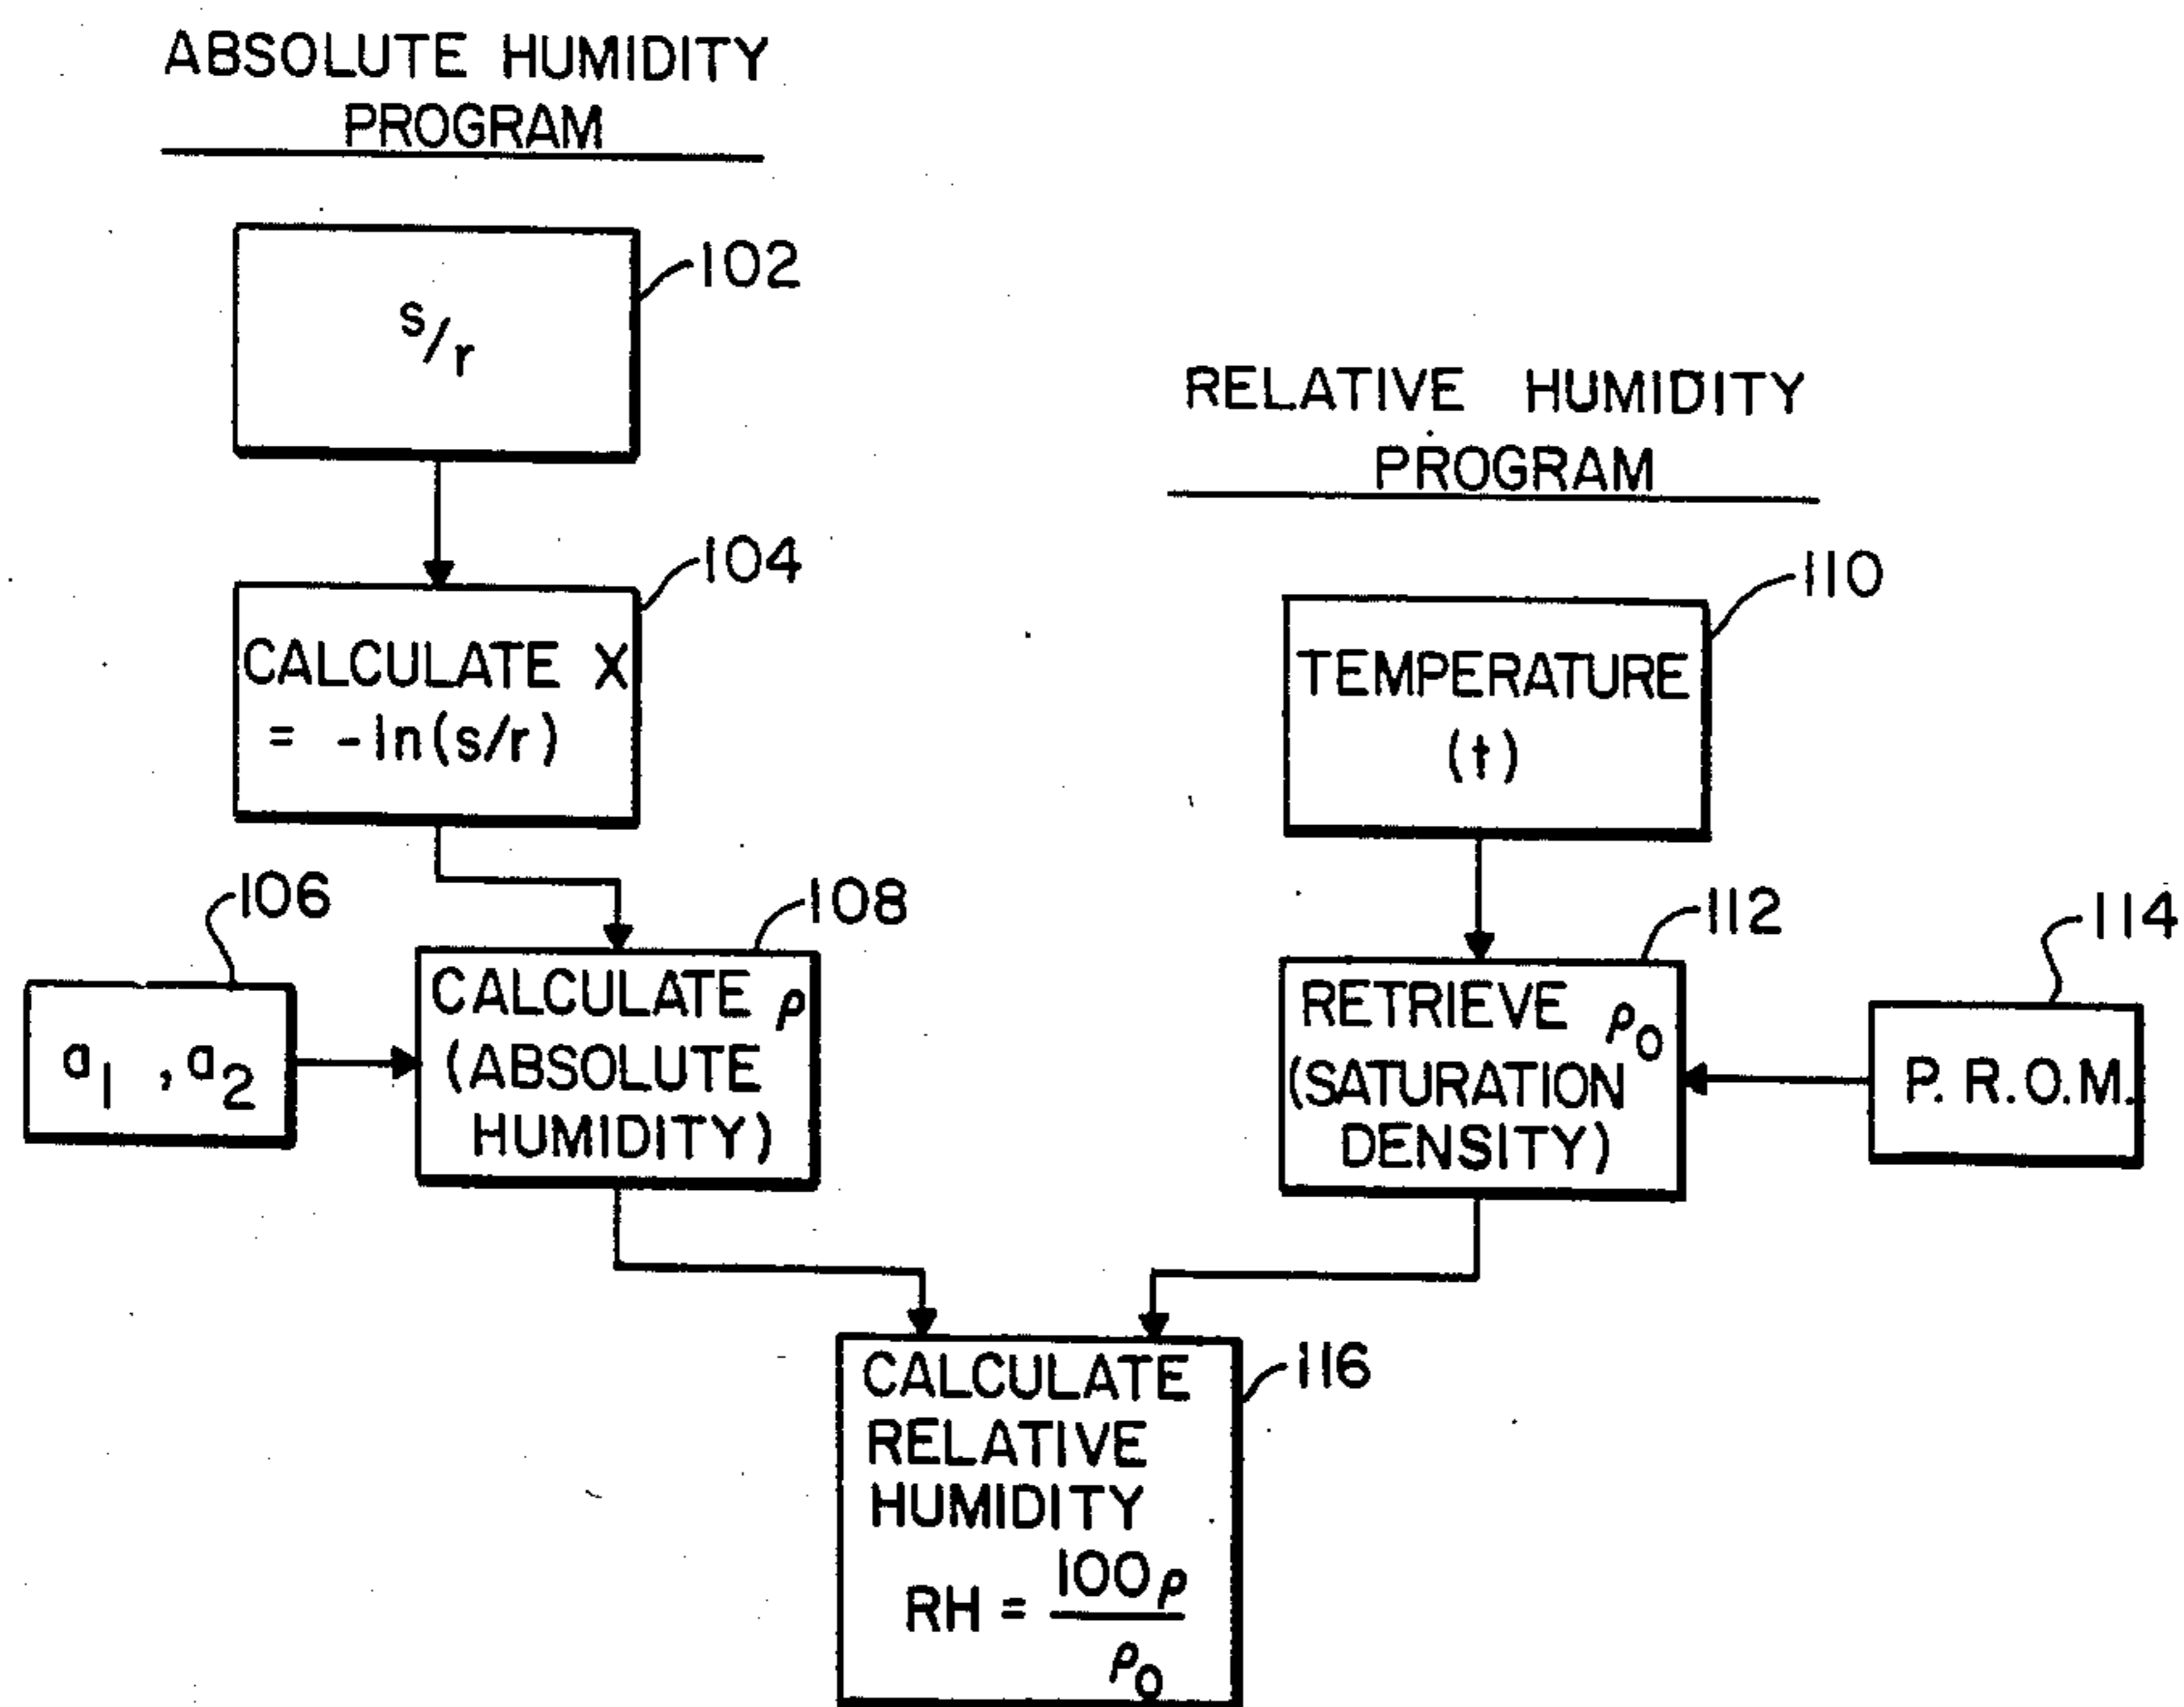 ABSOLUTE HUMIDITY
PROGRAM
s/r
102
CALCULATE X
= -ln(s/r)
104
a1 , a2
106
CALCULATE ρ
(ABSOLUTE
HUMIDITY)
108
RELATIVE HUMIDITY
PROGRAM
TEMPERATURE
(t)
110
RETRIEVE ρ0
(SATURATION
DENSITY)
112
P. R. O. M.
114
CALCULATE
RELATIVE
HUMIDITY
RH = 100ρ
ρ0
116